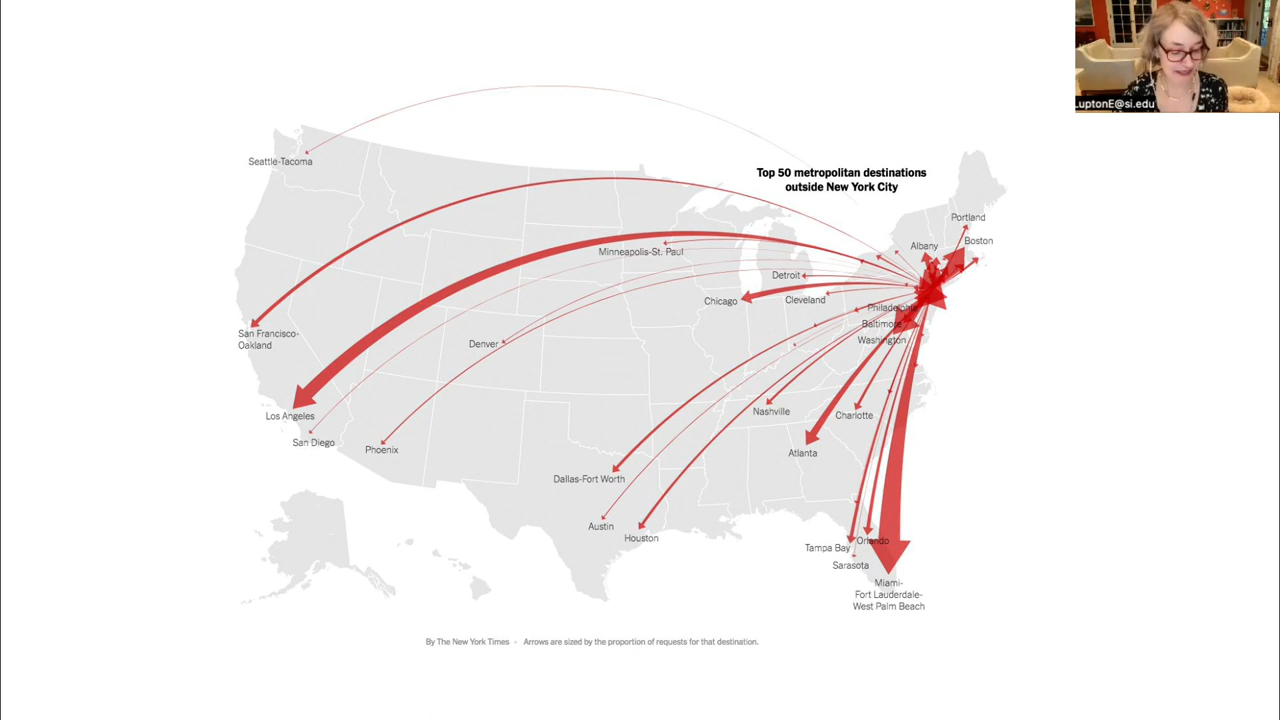 LuptonE@si.edu
Top 50 metropolitan destinations
outside New York City
Seattle-Tacoma
Portland
Boston
Albany
Minneapolis-St. Paul
Detroit
Chicago
Cleveland
Philadelphia
Baltimore
Washington
San Francisco-
Oakland
Denver
Los Angeles
San Diego
Phoenix
Nashville
Charlotte
Atlanta
Dallas-Fort Worth
Austin
Houston
Tampa Bay
Orlando
Sarasota
Miami-
Fort Lauderdale-
West Palm Beach
By The New York Times • Arrows are sized by the proportion of requests for that destination.